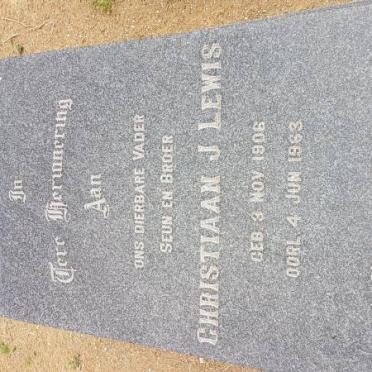 In
Tere Herinnering
Aan
ONS DIERBARE VADER
SEUN EN BROER
CHRISTIAAN J LEWIS
GEB 3 NOV 1906
OORL 4 JUN 1963